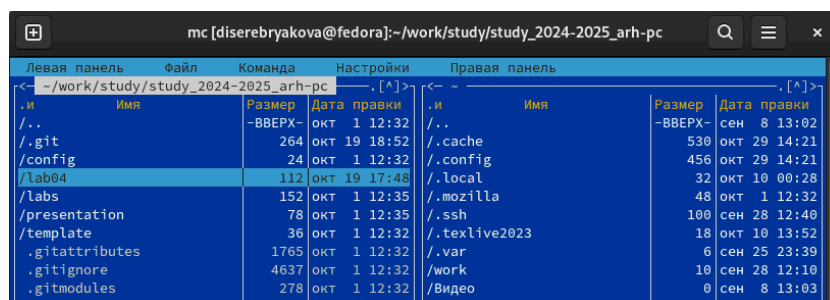 mc [diserebryakova@fedora]:~/work/study/study_2024-2025_arh-pc
Левая панель Файл Команда Настройки Правая панель
<- ~/work/study/study_2024-2025_arh-pc .[^]> <- ~ .[^]>
.и Имя Размер Дата правки .и Имя Размер Дата правки
/.. -ВВЕРХ- окт 1 12:32 /.. -ВВЕРХ- сен 8 13:02
/.git 264 окт 19 18:52 /.cache 530 окт 29 14:21
/config 24 окт 1 12:32 /.config 456 окт 29 14:21
/lab04 112 окт 19 17:48 /.local 32 окт 10 00:28
/labs 152 окт 1 12:35 /.mozilla 48 окт 1 12:32
/presentation 78 окт 1 12:35 /.ssh 100 сен 28 12:40
/template 36 окт 1 12:32 /.texlive2023 18 окт 10 13:52
.gitattributes 1765 окт 1 12:32 /.var 6 сен 25 23:39
.gitignore 4637 окт 1 12:32 /work 10 сен 28 12:10
.gitmodules 278 окт 1 12:32 /Видео 0 сен 8 13:03